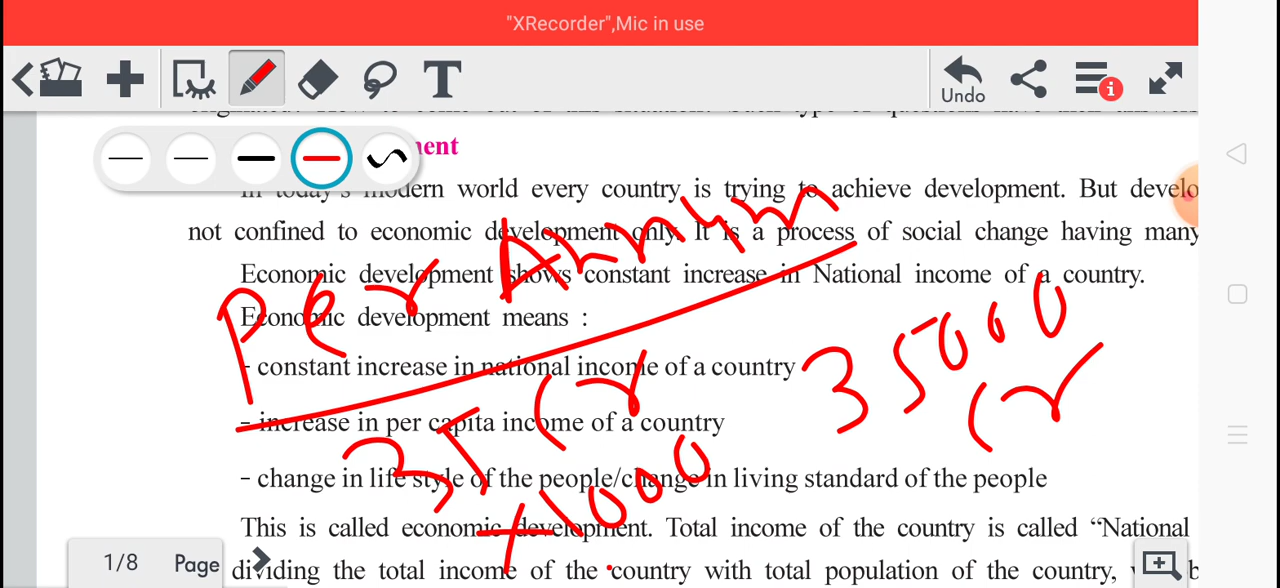 "XRecorder",Mic in use
T
Undo
i
ent
In today's modern world every country is trying to achieve development. But develo
not confined to economic development only. It is a process of social change having many
Economic development shows constant increase in National income of a country.
Economic development means :
- constant increase in national income of a country
- increase in per capita income of a country
- change in life style of the people/change in living standard of the people
This is called economic development. Total income of the country is called “National
dividing the total income of the country with total population of the country,
1/8 Page
Per Annum
35 Cr
x1000
35000
Cr